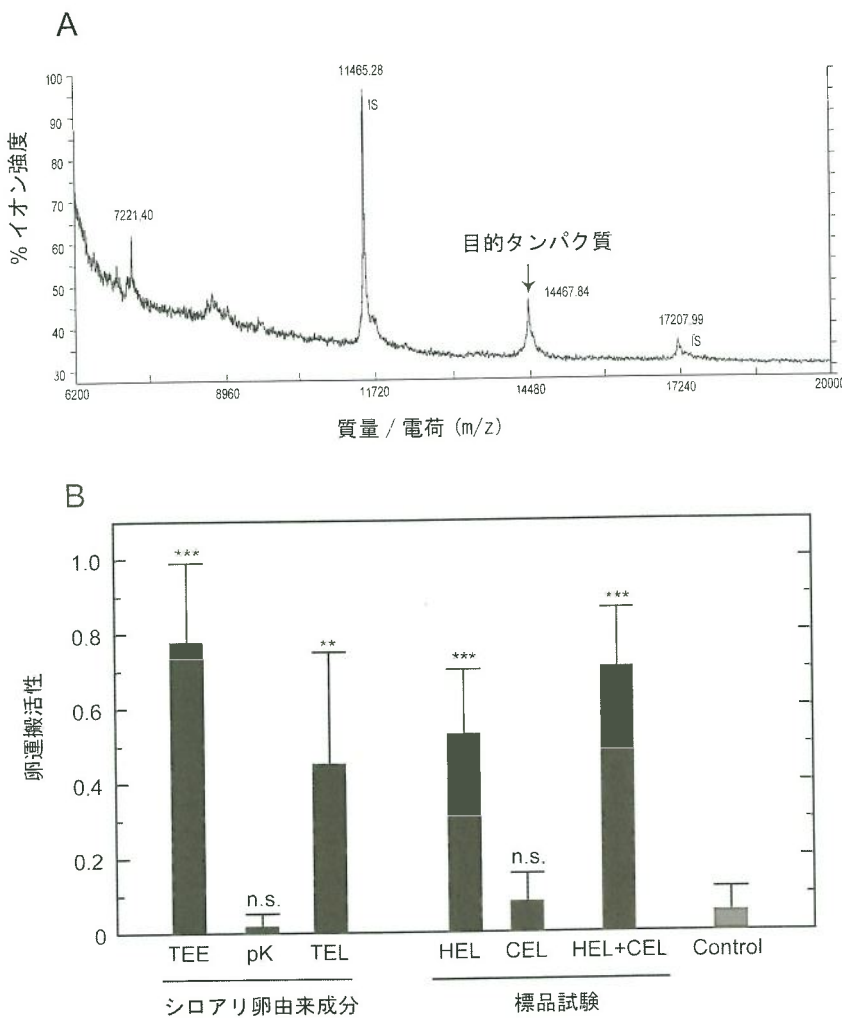 A
11465.28
100
IS
90
80
70
7221.40
60
50
40
30
% イオン強度
目的タンパク質
14467.84
17207.99
IS
6200
8960
11720
14480
17240
20000
質量 / 電荷 (m/z)
B
1.0
0.8
0.6
0.4
0.2
0
卵運搬活性
***
n.s.
**
***
n.s.
***
TEE
pK
TEL
HEL
CEL
HEL+CEL
Control
シロアリ卵由来成分
標品試験